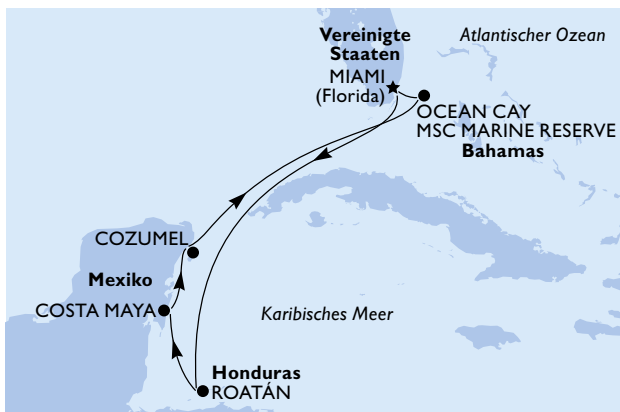 Vereinigte
Staaten
MIAMI
(Florida)
Atlantischer Ozean
OCEAN CAY
MSC MARINE RESERVE
Bahamas
COZUMEL
Mexiko
COSTA MAYA
Karibisches Meer
Honduras
ROATÁN